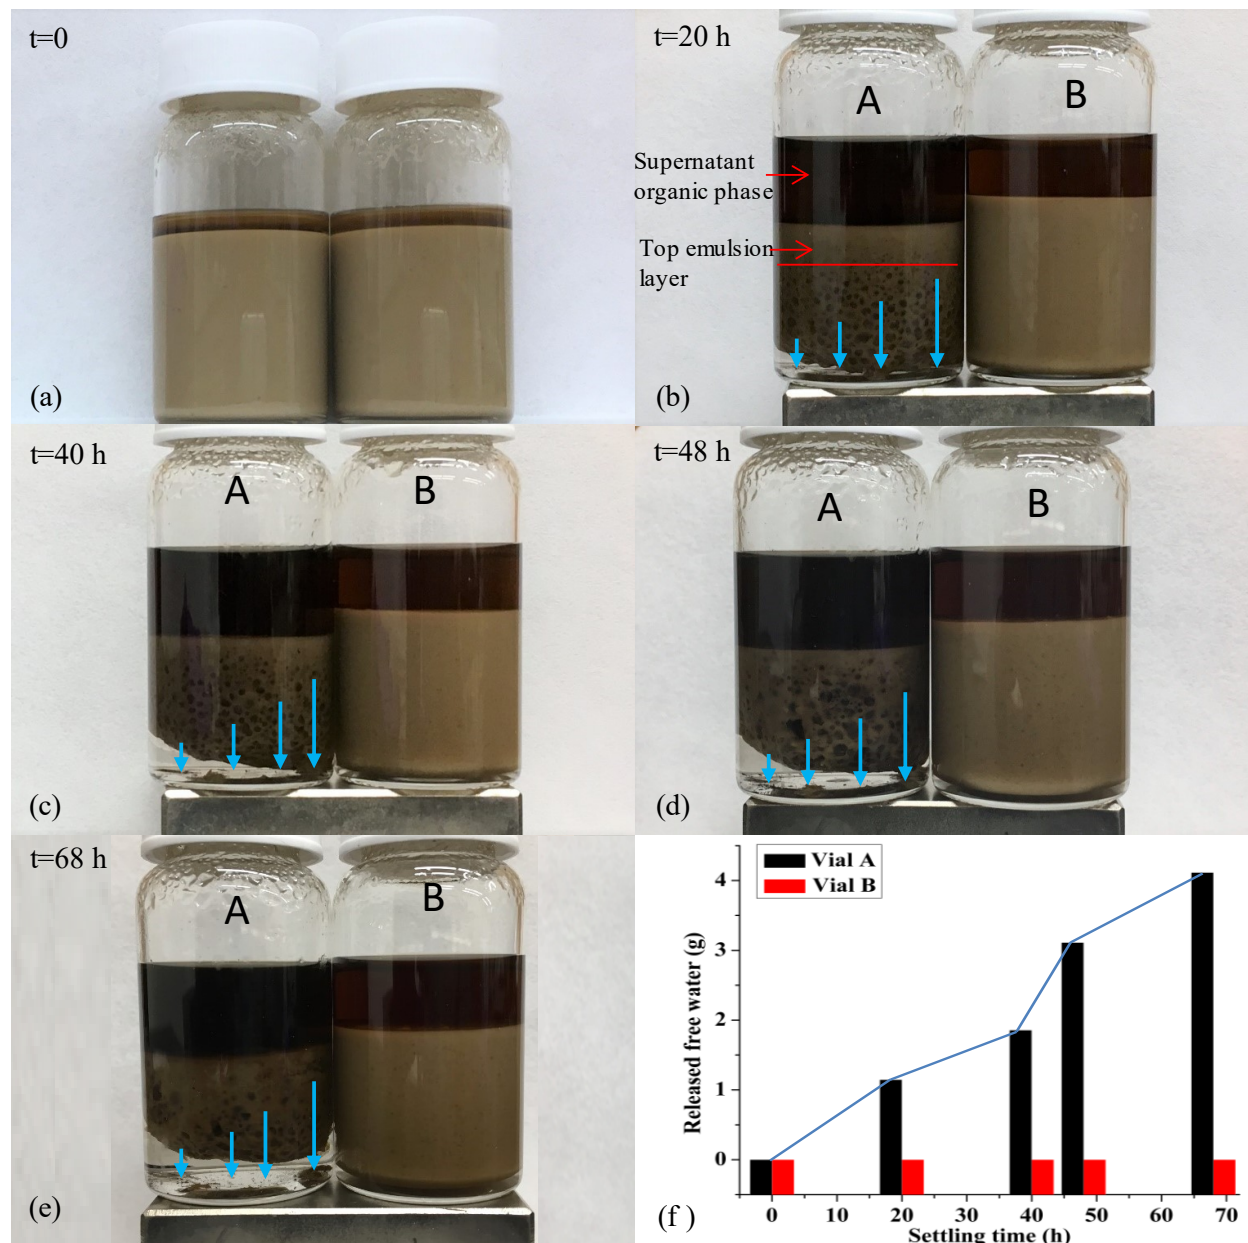 t=0
(a)
t=20 h
A
B
Supernatant
organic phase
Top emulsion
layer
(b)
t=40 h
A
B
(c)
t=48 h
A
B
(d)
t=68 h
A
B
(e)
Vial A
Vial B
Released free water (g)
4
3
2
1
0
0 10 20 30 40 50 60 70
Settling time (h)
(f )